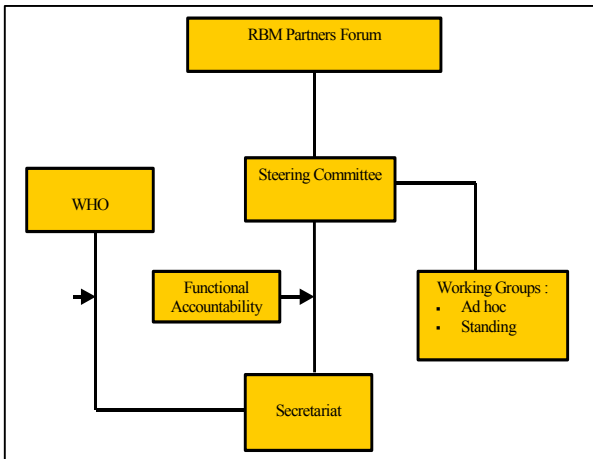 RBM Partners Forum
Steering Committee
WHO
Functional
Accountability
Working Groups :
▪ Ad hoc
▪ Standing
Secretariat